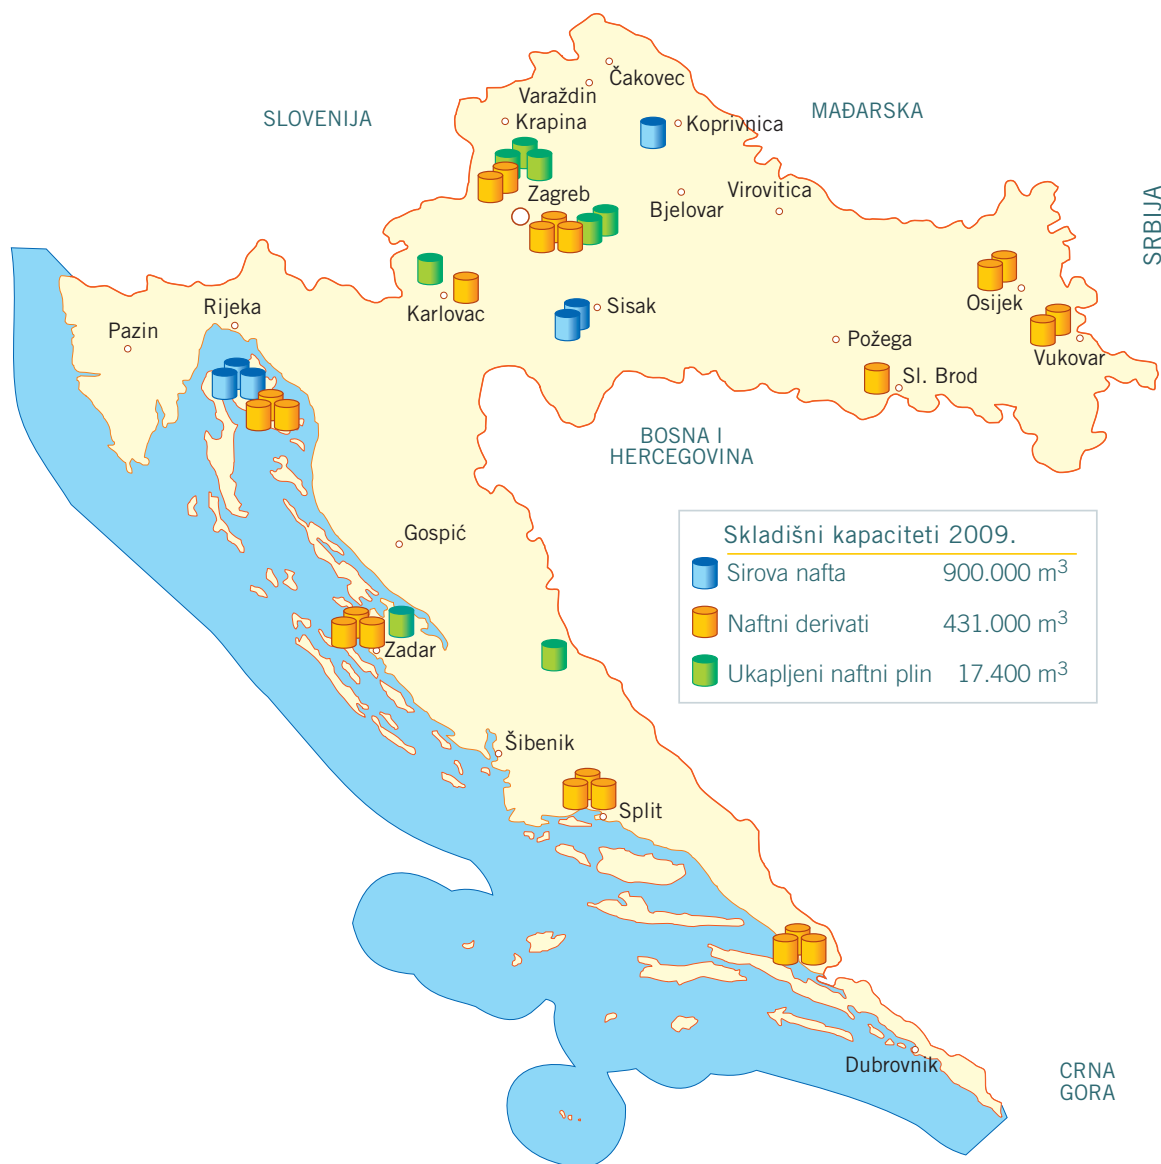 Čakovec
Varaždin
SLOVENIJA
Krapina
Koprivnica
MAĐARSKA
Zagreb
Virovitica
Bjelovar
SRBIJA
Rijeka
Karlovac
Sisak
Osijek
Pazin
Požega
Vukovar
Sl. Brod
BOSNA I
HERCEGOVINA
Gospić
Skladišni kapaciteti 2009.
Sirova nafta 900.000 m³
Naftni derivati 431.000 m³
Ukapljeni naftni plin 17.400 m³
Zadar
Šibenik
Split
Dubrovnik
CRNA
GORA